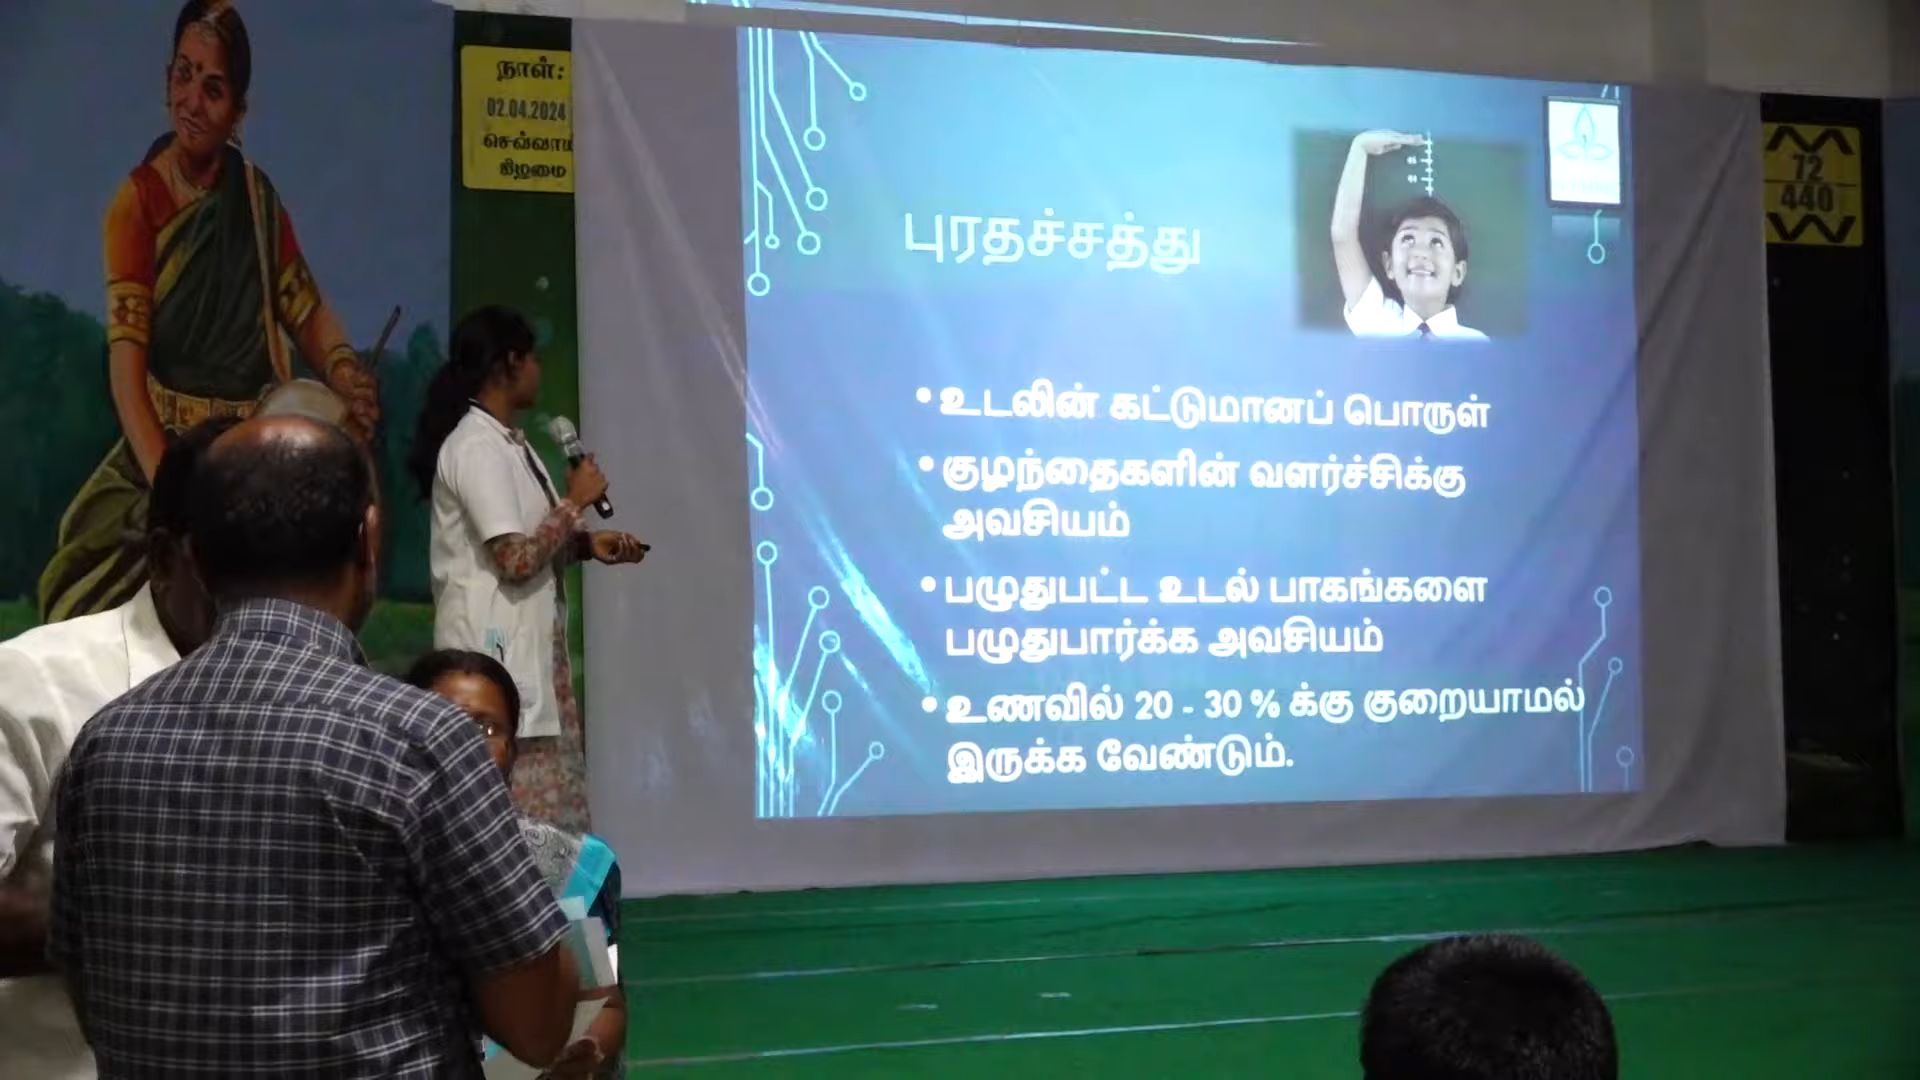 நாள்:
02.04.2024
செவ்வாய்
கிழமை
72
440
புரதச்சத்து
• உடலின் கட்டுமானப் பொருள்
• குழந்தைகளின் வளர்ச்சிக்கு
அவசியம்
• பழுதுபட்ட உடல் பாகங்களை
பழுதுபார்க்க அவசியம்
• உணவில் 20 - 30 % க்கு குறையாமல்
இருக்க வேண்டும்.